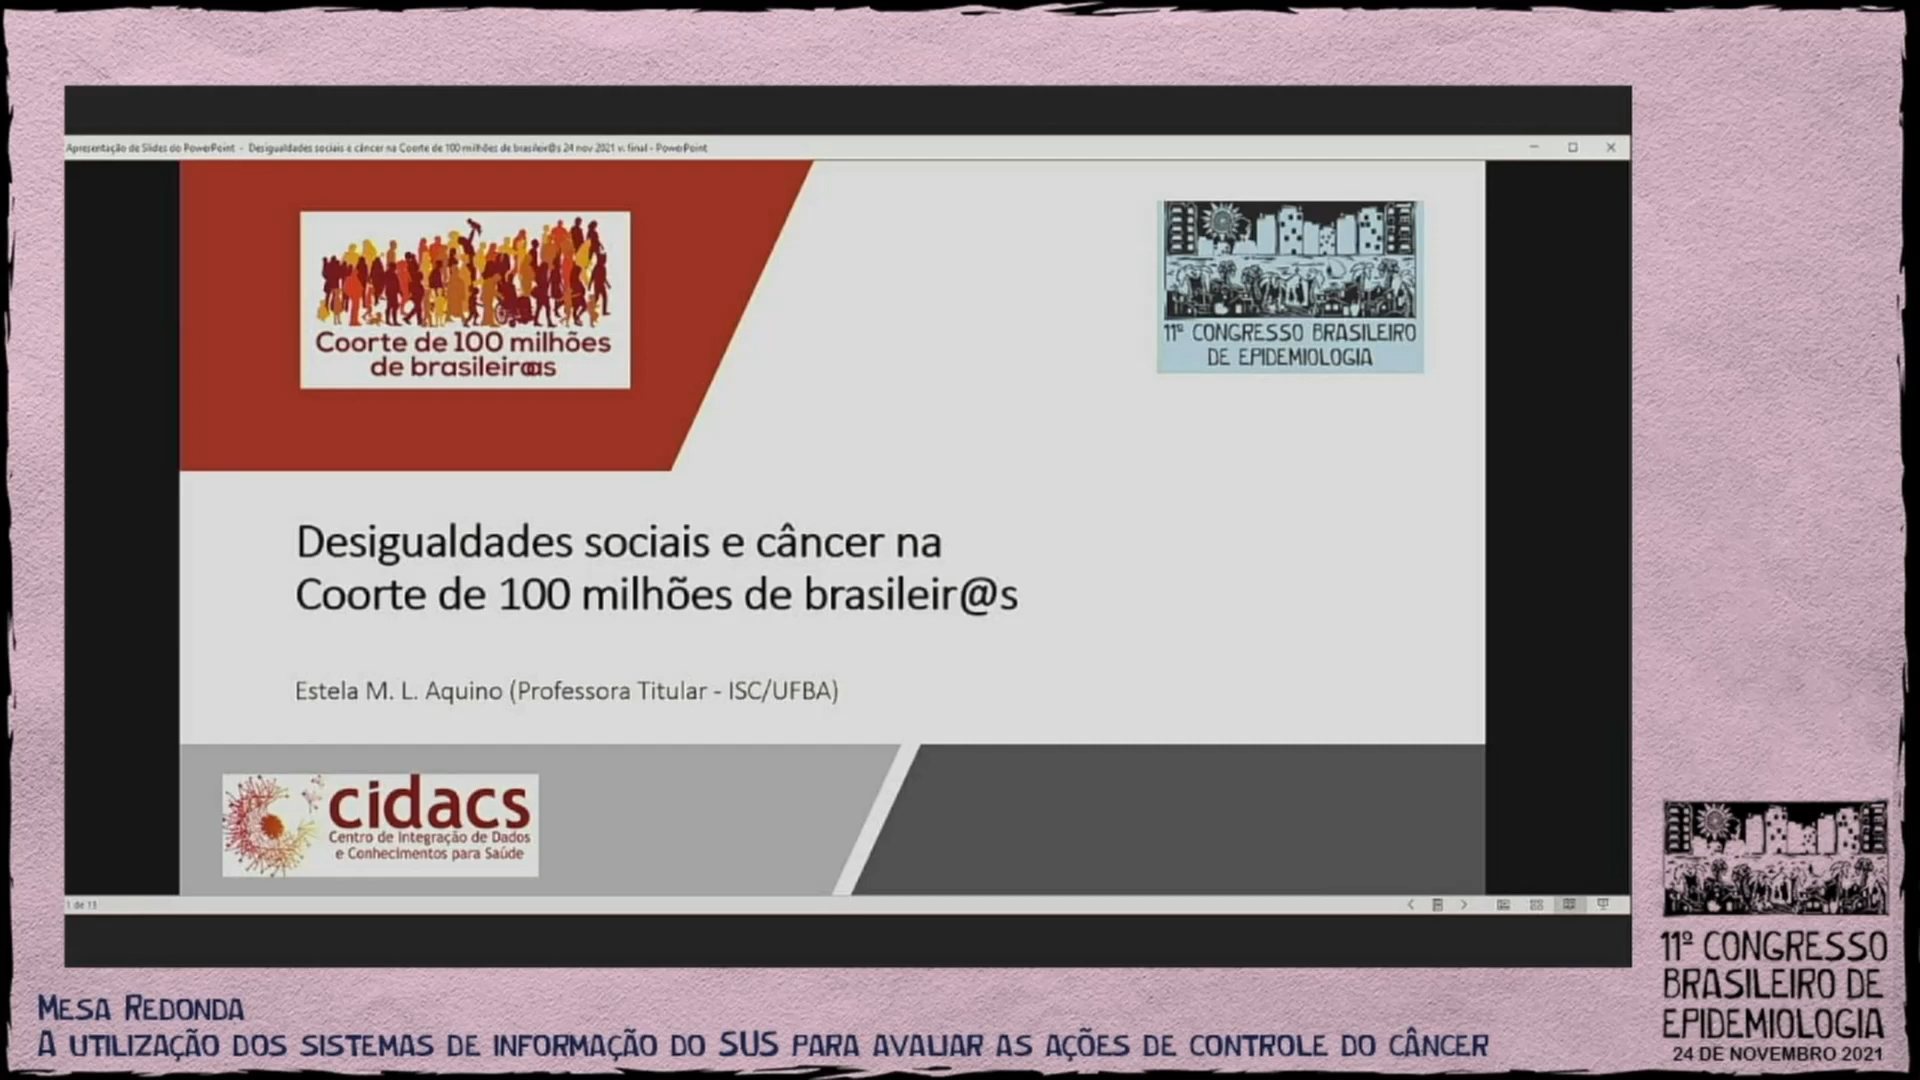 Apresentação de Slides do PowerPoint - Desigualdades sociais e câncer na Coorte de 100 milhões de brasileir@s 24 nov 2021 v. final - PowerPoint
Coorte de 100 milhões
de brasileiros
11º CONGRESSO BRASILEIRO
DE EPIDEMIOLOGIA
Desigualdades sociais e câncer na
Coorte de 100 milhões de brasileir@s
Estela M. L. Aquino (Professora Titular - ISC/UFBA)
cidacs
Centro de Integração de Dados
e Conhecimentos para Saúde
1 de 13
MESA REDONDA
A UTILIZAÇÃO DOS SISTEMAS DE INFORMAÇÃO DO SUS PARA AVALIAR AS AÇÕES DE CONTROLE DO CÂNCER
11º CONGRESSO
BRASILEIRO DE
EPIDEMIOLOGIA
24 DE NOVEMBRO 2021